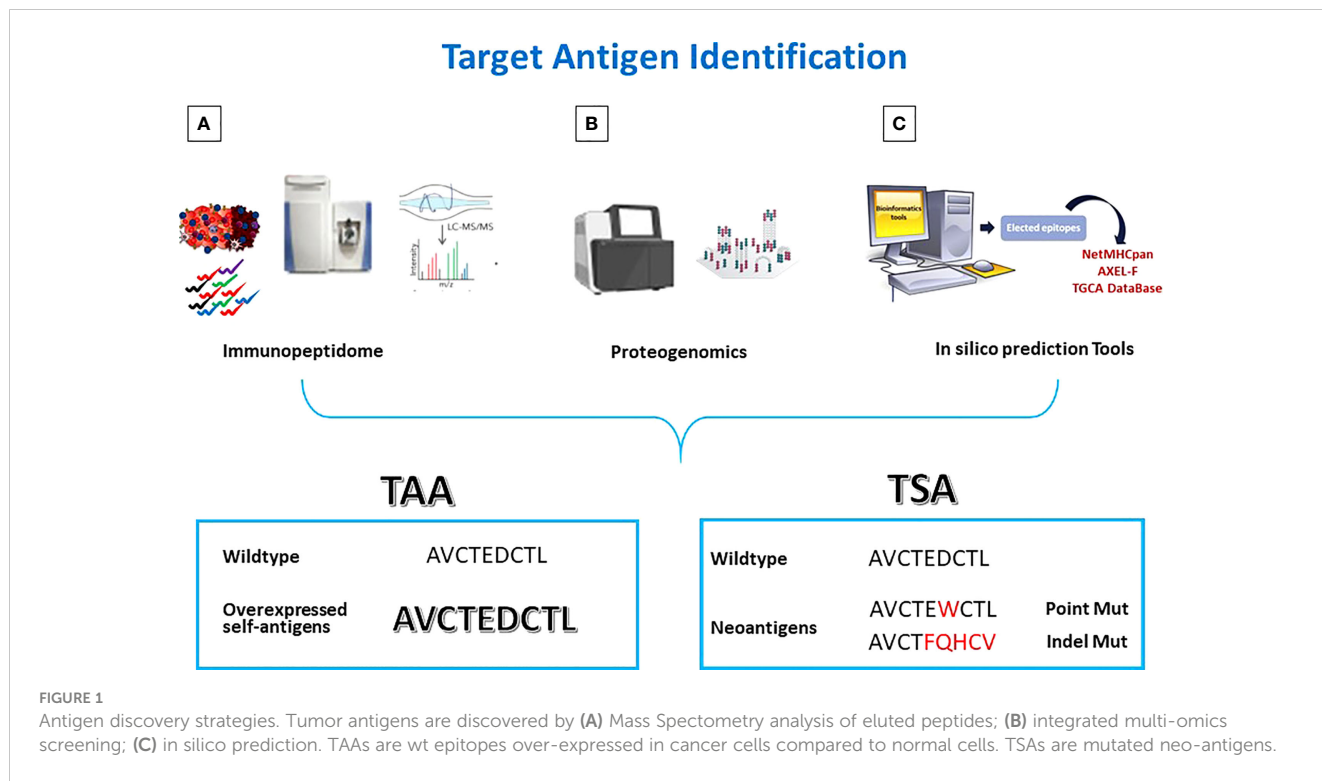 Target Antigen Identification
A
B
C
LC-MS/MS
Intensity
m/z
Bioinformatics
tools
Elected epitopes
NetMHCpan
AXEL-F
TGCA DataBase
Immunopeptidome
Proteogenomics
In silico prediction Tools
TAA
Wildtype AVCTEDCTL
Overexpressed
self-antigens
AVCTEDCTL
TSA
Wildtype AVCTEDCTL
Neoantigens
AVCTEWCTL Point Mut
AVCTFQHCV Indel Mut
FIGURE 1
Antigen discovery strategies. Tumor antigens are discovered by (A) Mass Spectometry analysis of eluted peptides; (B) integrated multi-omics
screening; (C) in silico prediction. TAAs are wt epitopes over-expressed in cancer cells compared to normal cells. TSAs are mutated neo-antigens.